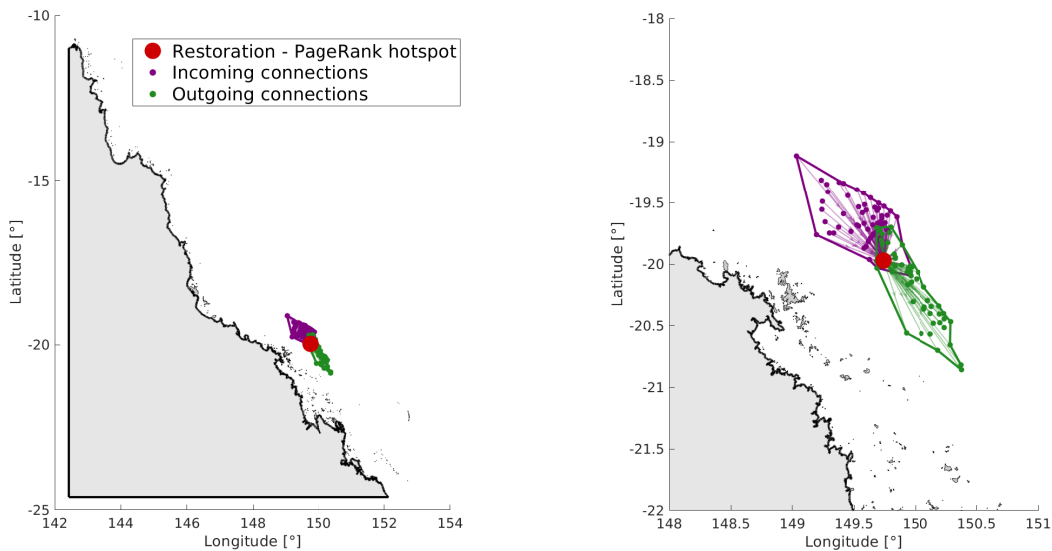 -10
Restoration - PageRank hotspot
Incoming connections
Outgoing connections
-15
-20
-25
Latitude [°]
142 144 146 148 150 152 154
Longitude [°]
-18
-18.5
-19
-19.5
-20
-20.5
-21
-21.5
-22
Latitude [°]
148 148.5 149 149.5 150 150.5 151
Longitude [°]